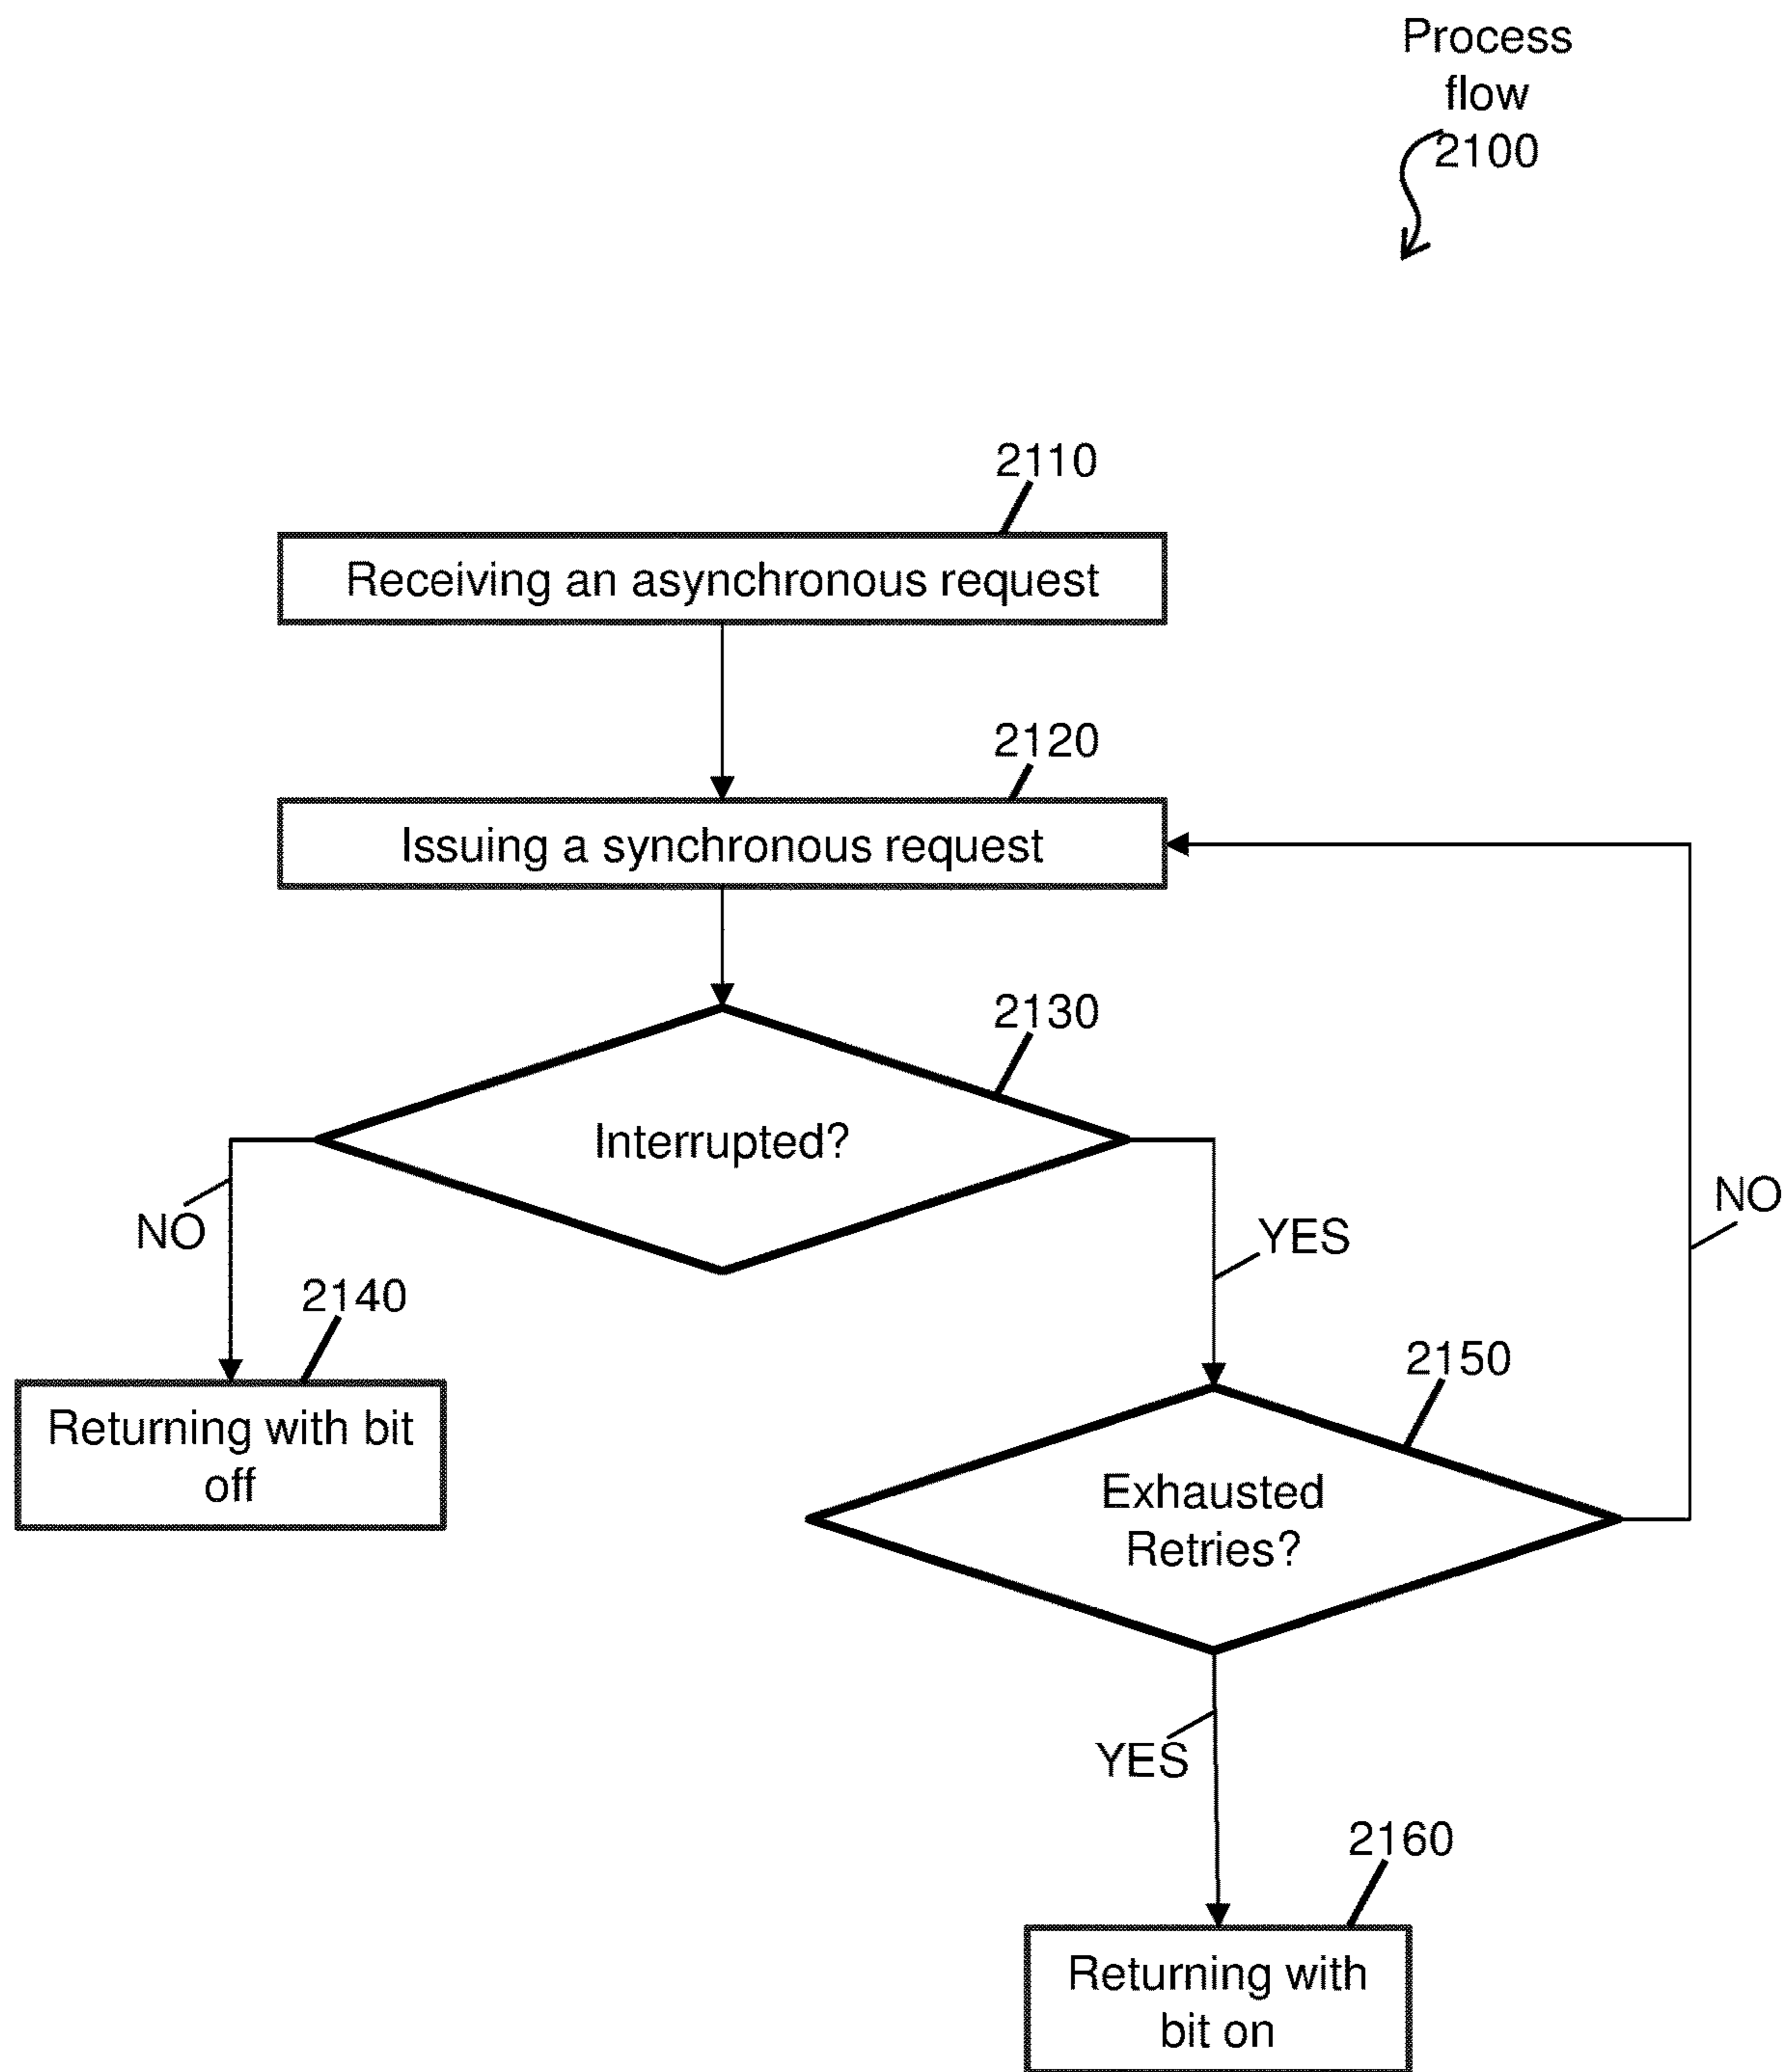 Process
flow
2100
2110
Receiving an asynchronous request
2120
Issuing a synchronous request
2130
Interrupted?
NO
YES
NO
2140
Returning with bit
off
2150
Exhausted
Retries?
YES
2160
Returning with
bit on